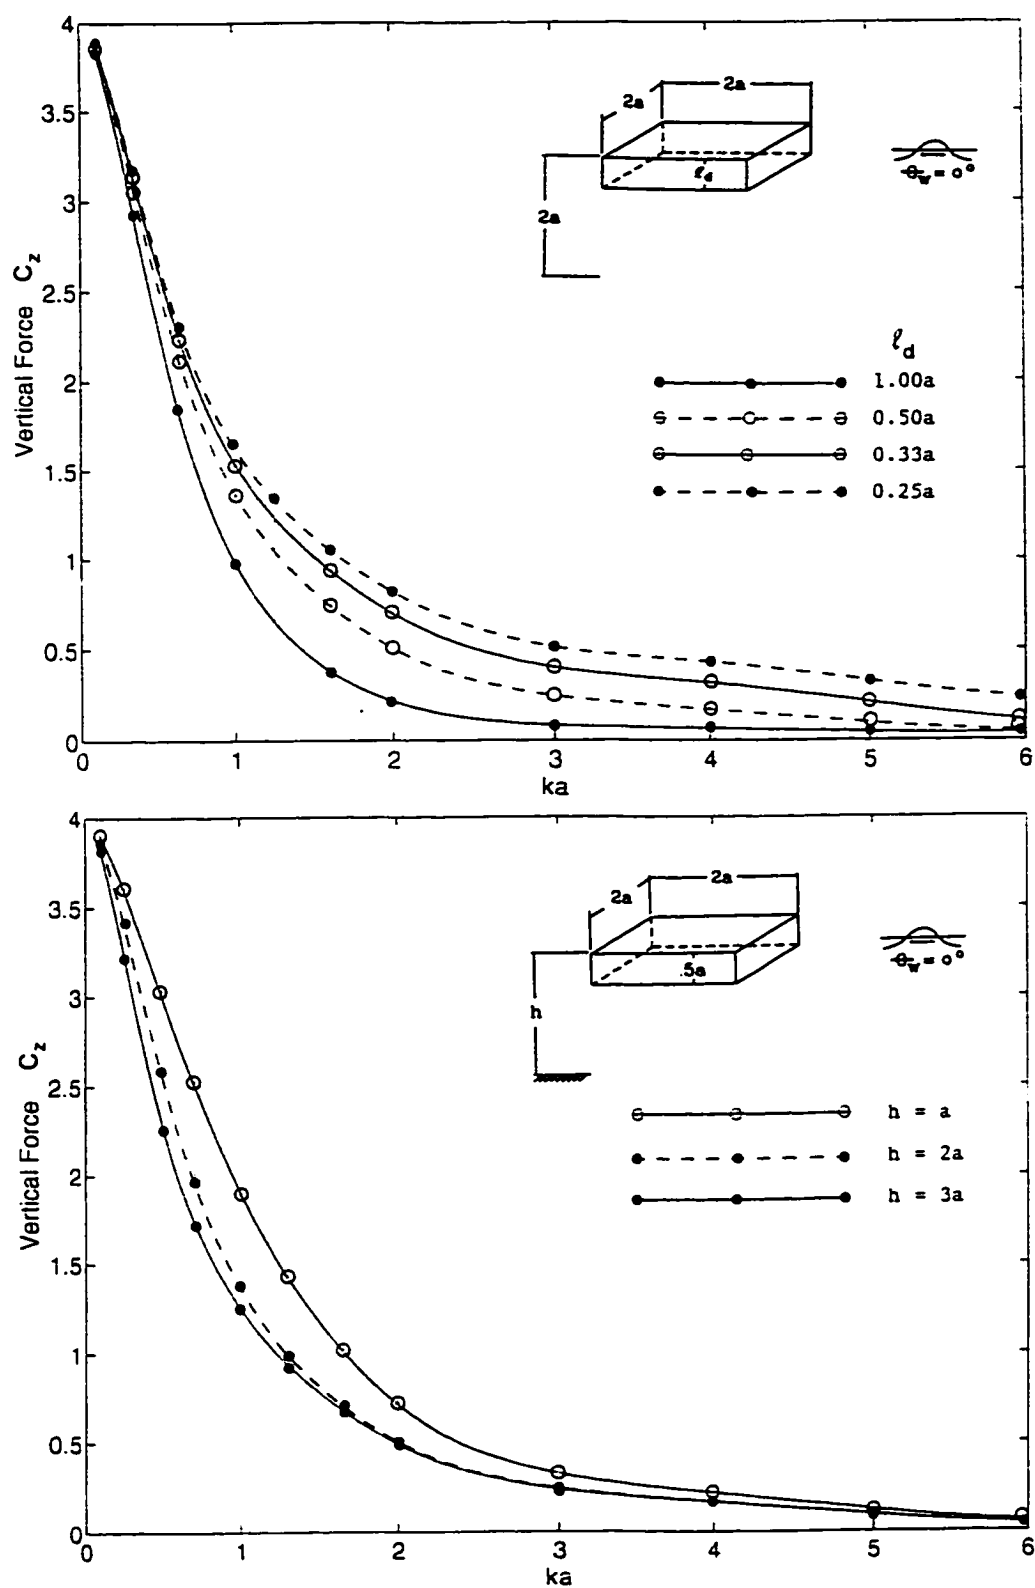 4
3.5
3
2.5
2
1.5
1
0.5
0
Vertical Force C_z
2a
2a
2a
ℓ_d
θ_w = 0°
ℓ_d
1.00a
0.50a
0.33a
0.25a
0 1 2 3 4 5 6
ka
4
3.5
3
2.5
2
1.5
1
0.5
0
Vertical Force C_z
2a
2a
.5a
h
θ_w = 0°
h = a
h = 2a
h = 3a
0 1 2 3 4 5 6
ka